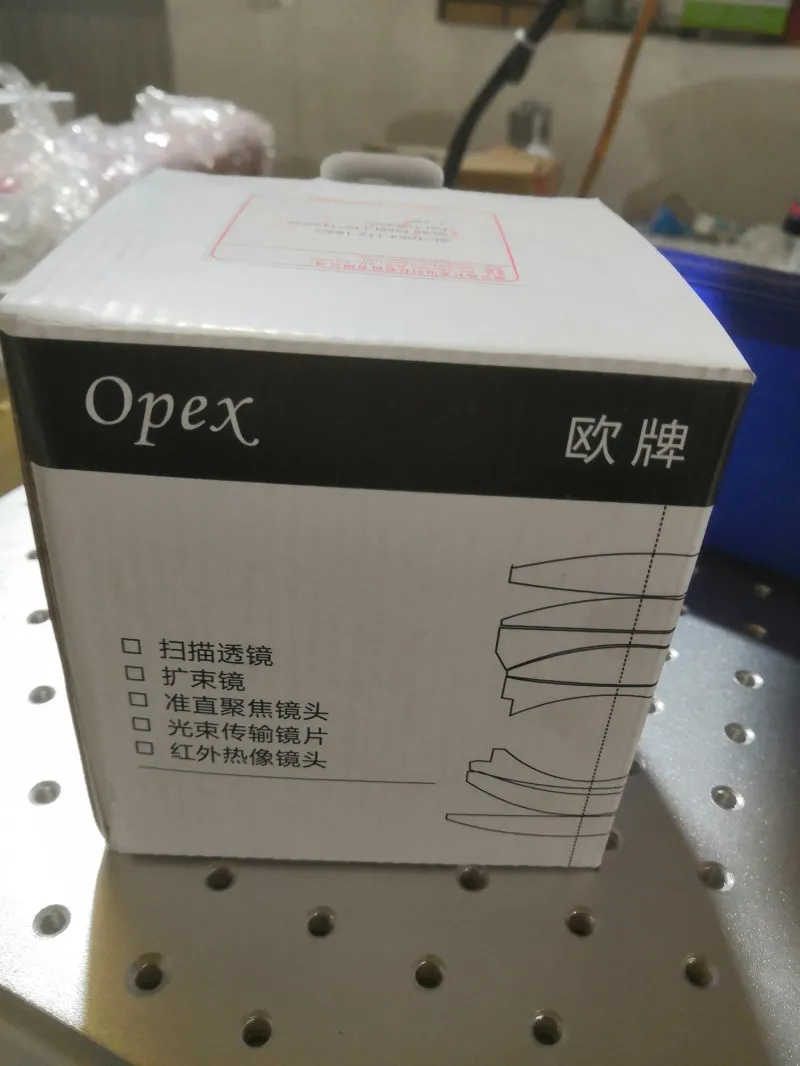 Opex
欧牌
□ 扫描透镜
□ 扩束镜
□ 准直聚焦镜头
□ 光束传输镜片
□ 红外热像镜头